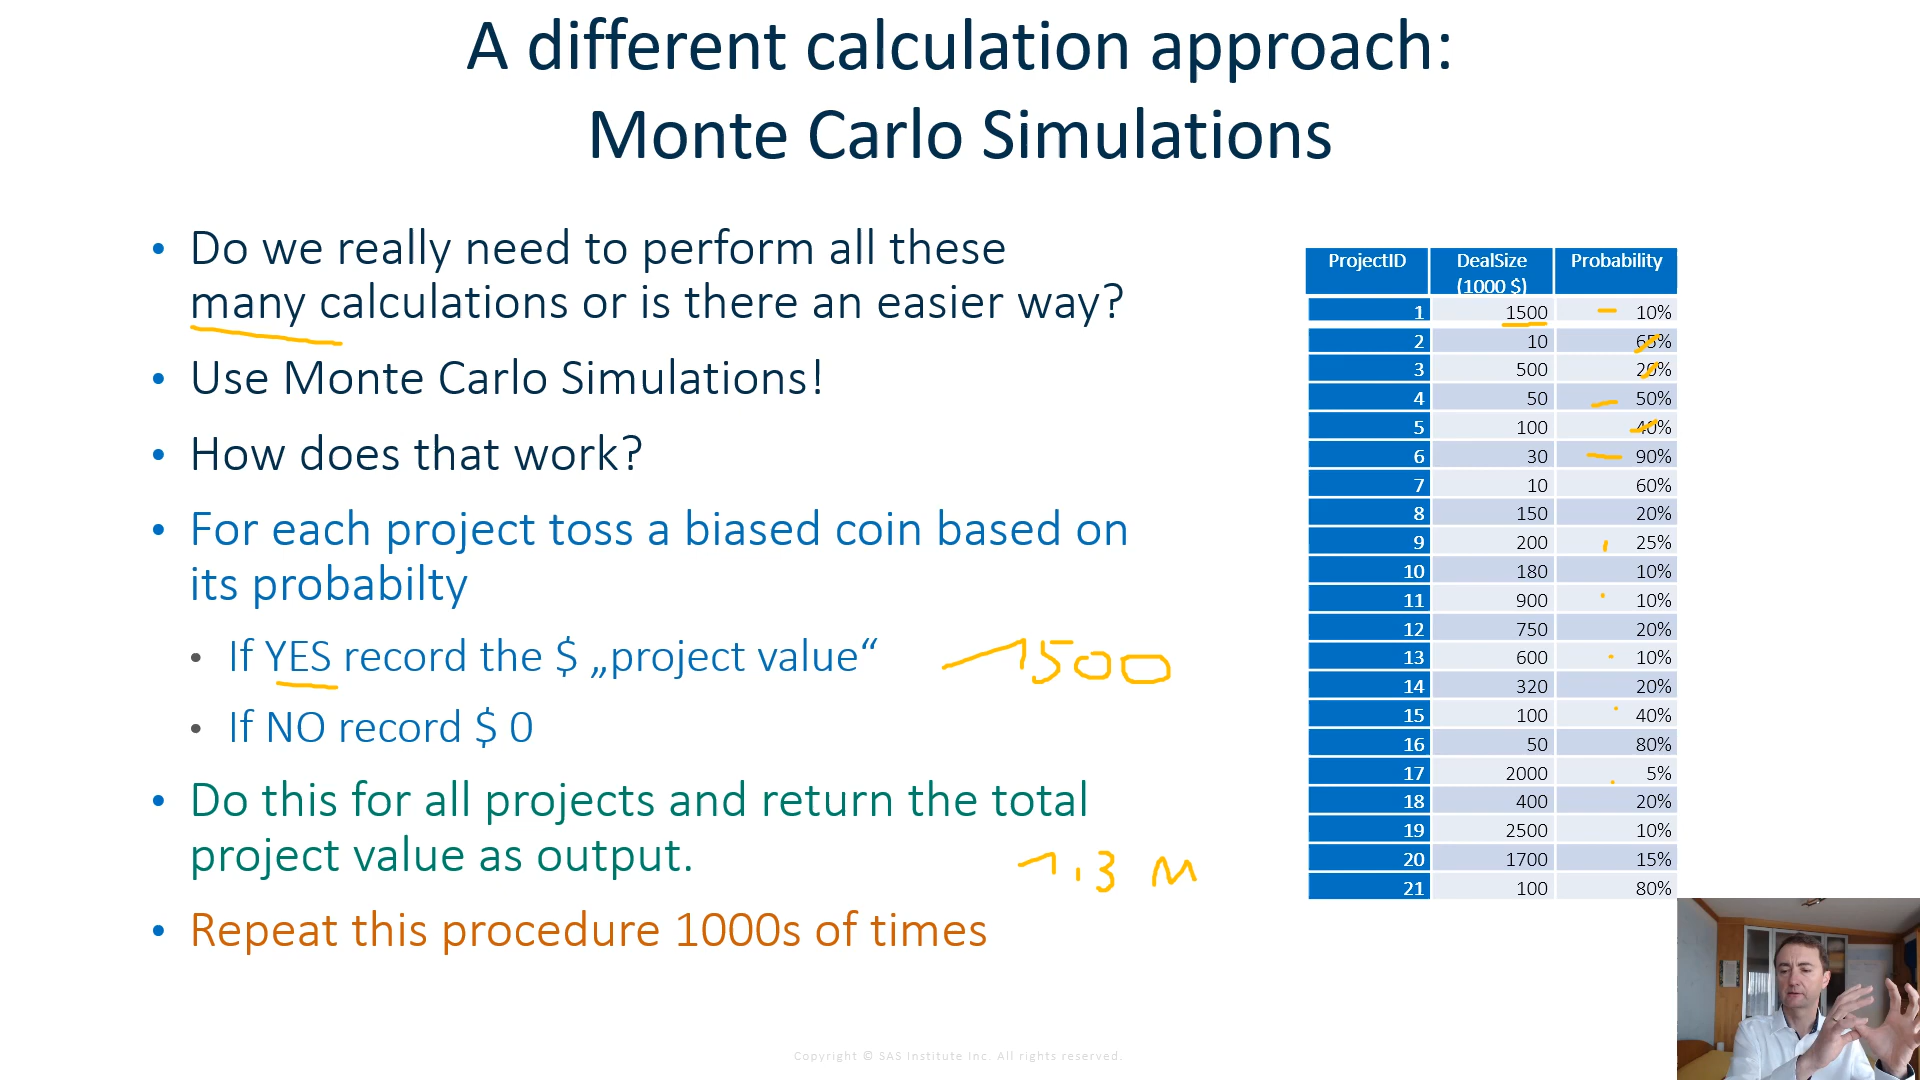 A different calculation approach:
Monte Carlo Simulations
• Do we really need to perform all these
many calculations or is there an easier way?
• Use Monte Carlo Simulations!
• How does that work?
• For each project toss a biased coin based on
its probabilty
• If YES record the $ „project value“
1500
• If NO record $ 0
• Do this for all projects and return the total
project value as output.
1.3 M
• Repeat this procedure 1000s of times
ProjectID DealSize (1000 $) Probability
1 1500 10%
2 10 65%
3 500 20%
4 50 50%
5 100 40%
6 30 90%
7 10 60%
8 150 20%
9 200 25%
10 180 10%
11 900 10%
12 750 20%
13 600 10%
14 320 20%
15 100 40%
16 50 80%
17 2000 5%
18 400 20%
19 2500 10%
20 1700 15%
21 100 80%
Copyright © SAS Institute Inc. All rights reserved.